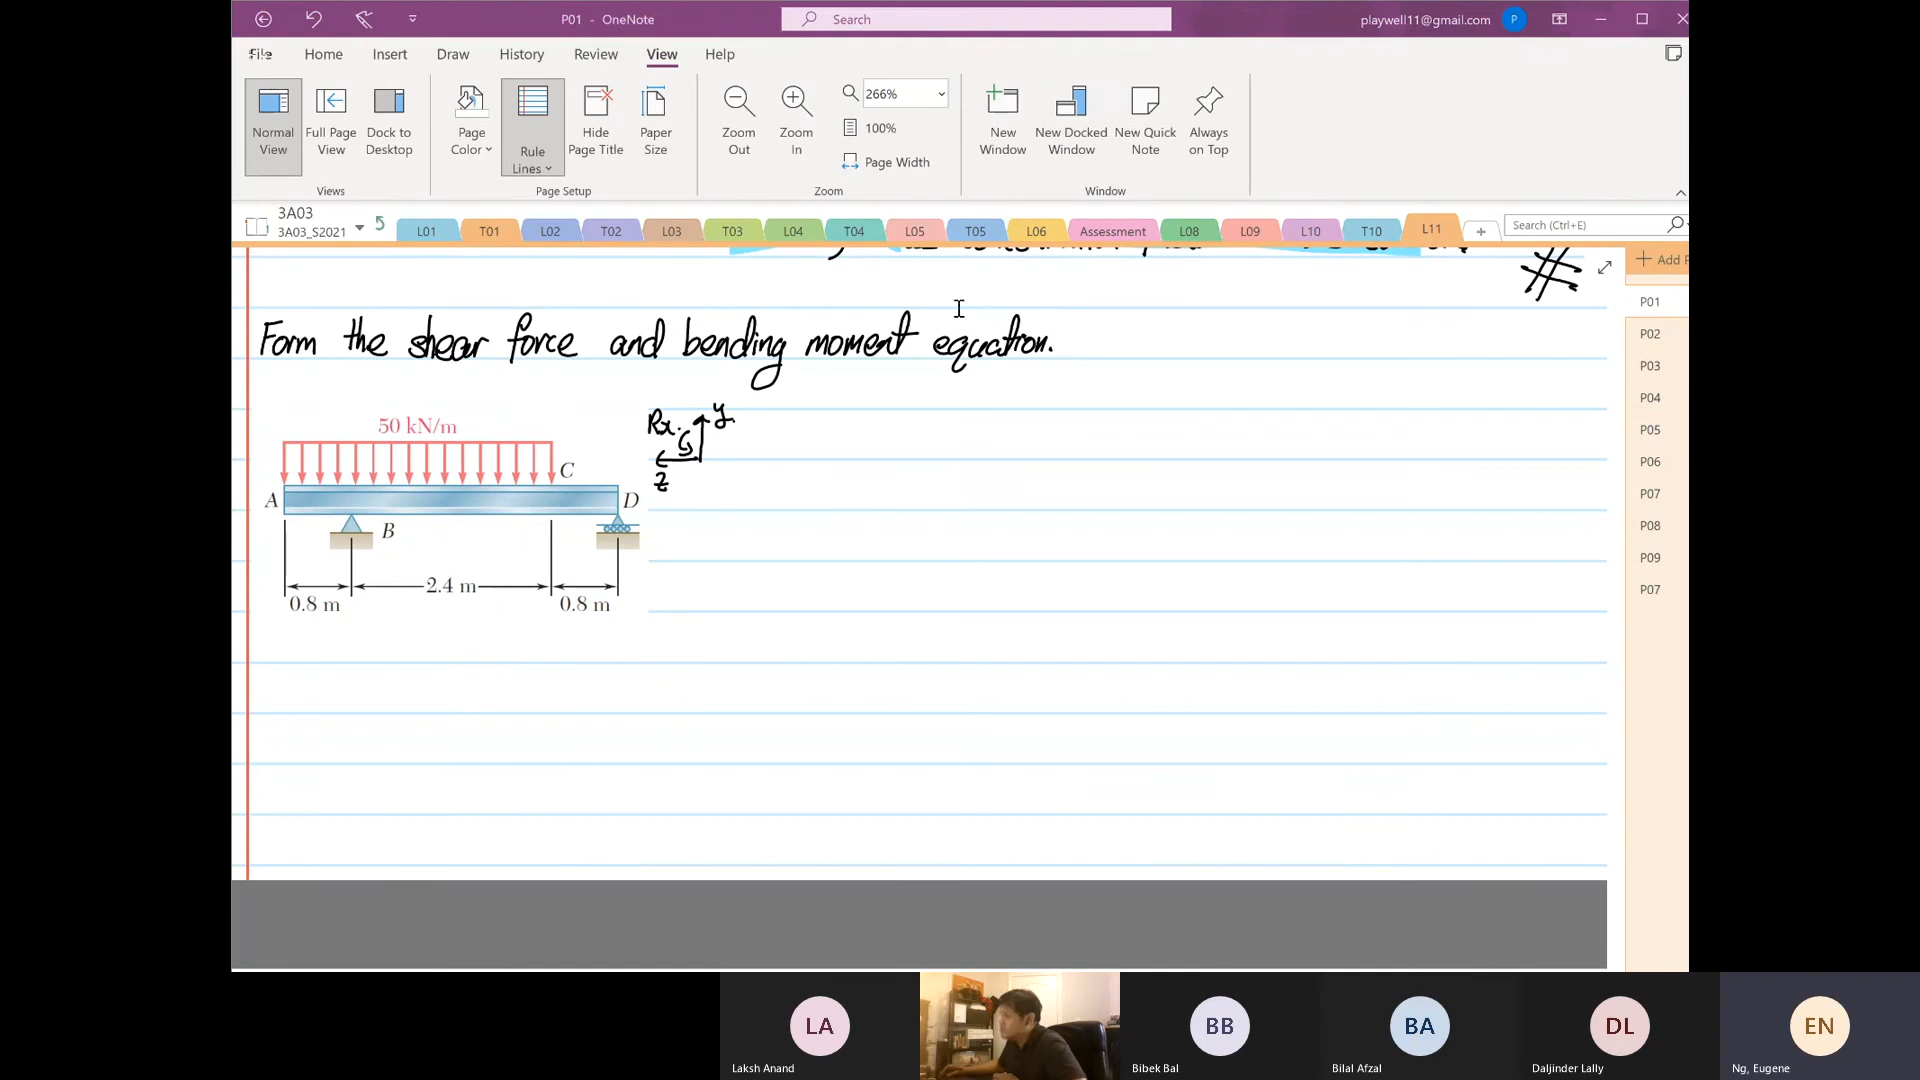 P01 - OneNote
Search
playwell11@gmail.com
P
File
Home
Insert
Draw
History
Review
View
Help
Normal View
Full Page View
Dock to Desktop
Views
Page Color
Rule Lines
Hide Page Title
Paper Size
Page Setup
Zoom Out
Zoom In
266%
100%
Page Width
Zoom
New Window
New Docked Window
New Quick Note
Always on Top
Window
3A03
3A03_S2021
L01
T01
L02
T02
L03
T03
L04
T04
L05
T05
L06
Assessment
L08
L09
L10
T10
L11
+
Search (Ctrl+E)
Add P
P01
P02
P03
P04
P05
P06
P07
P08
P09
P07
Form the shear force and bending moment equation.
50 kN/m
A
B
C
D
0.8 m
2.4 m
0.8 m
Rx.
y
z
LA
Laksh Anand
BB
Bibek Bal
BA
Bilal Afzal
DL
Daljinder Lally
EN
Ng, Eugene